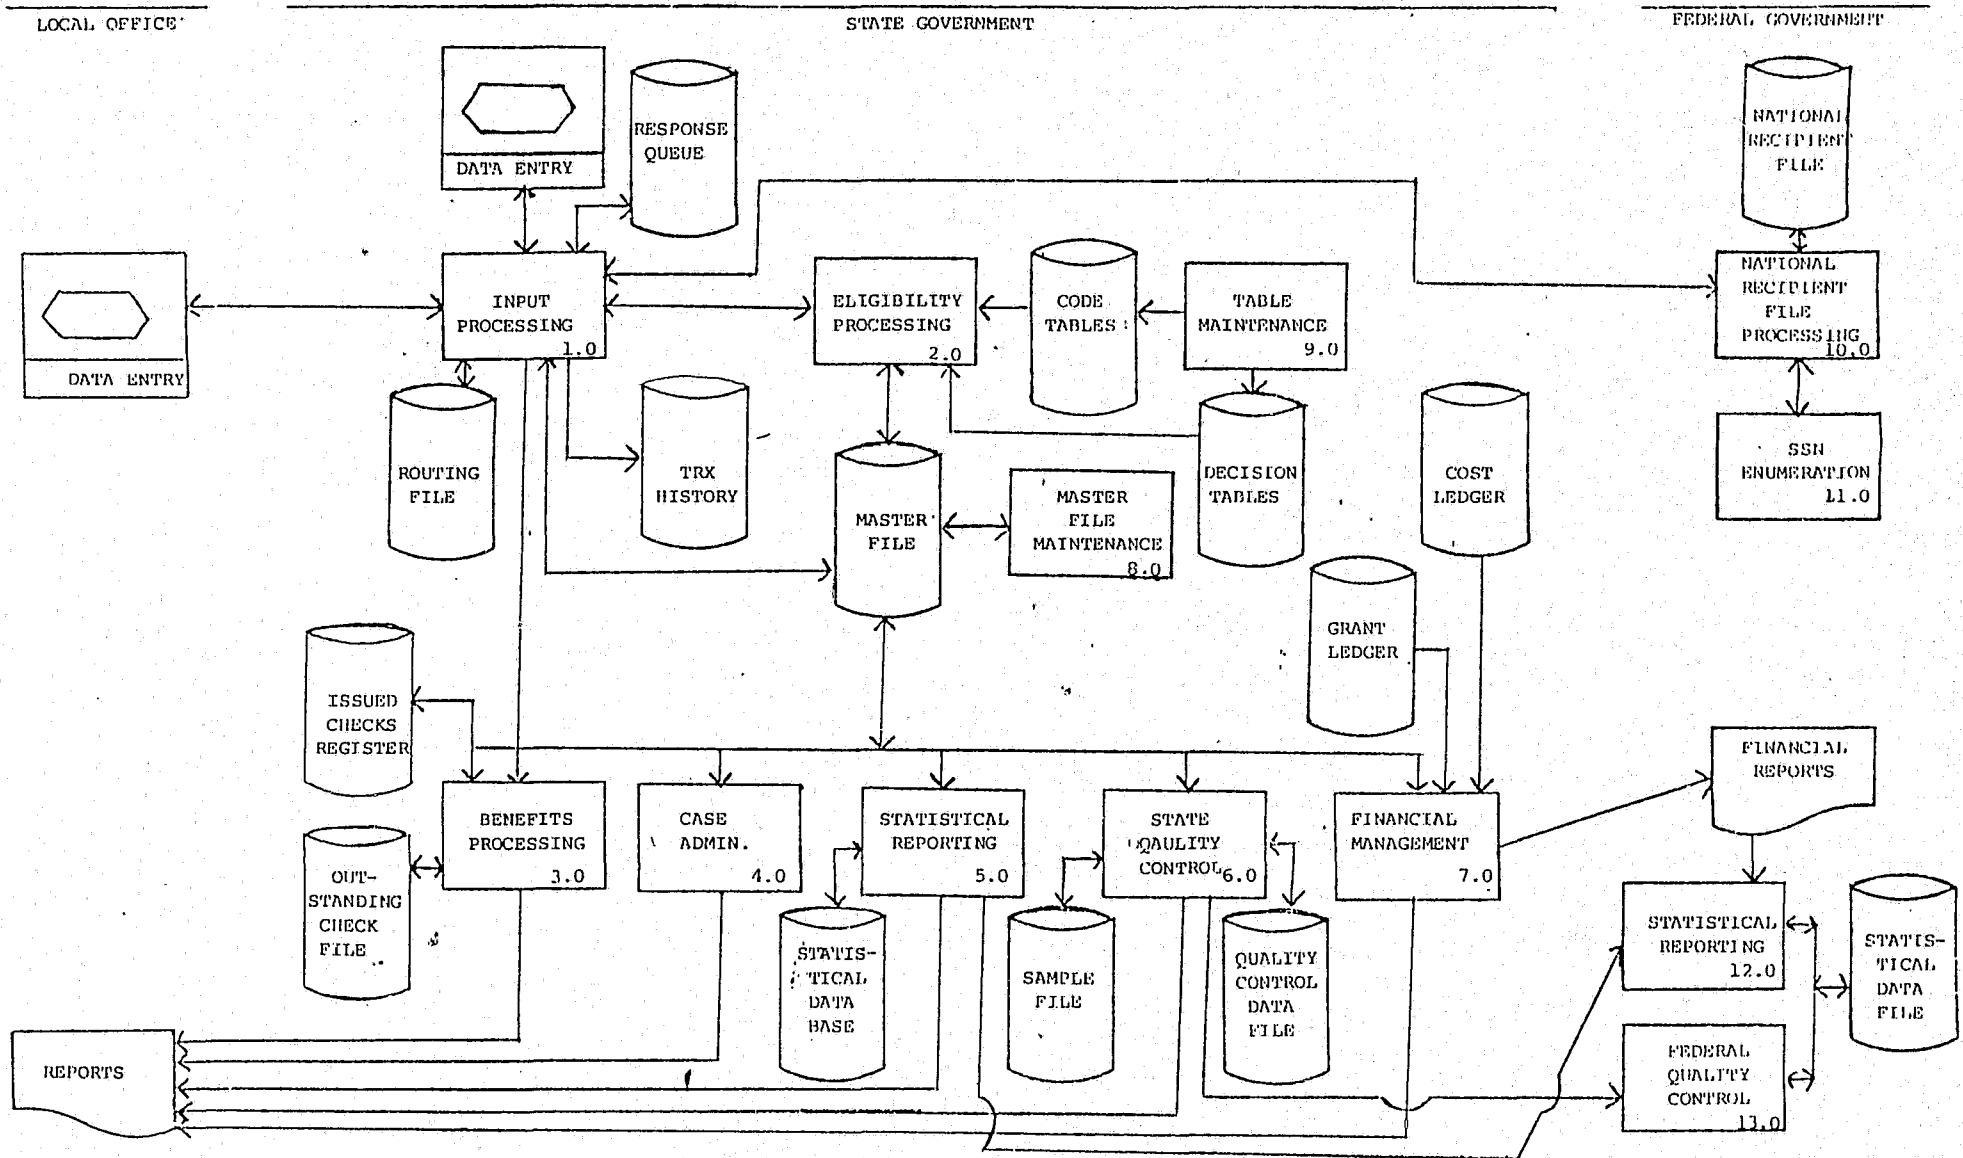 LOCAL OFFICE
STATE GOVERNMENT
FEDERAL GOVERNMENT
DATA ENTRY
RESPONSE
QUEUE
NATIONAL
RECIPIENT
FILE
DATA ENTRY
INPUT
PROCESSING
1.0
ELIGIBILITY
PROCESSING
2.0
CODE
TABLES
TABLE
MAINTENANCE
9.0
NATIONAL
RECIPIENT
FILE
PROCESSING
10.0
ROUTING
FILE
TRX
HISTORY
MASTER
FILE
MASTER
FILE
MAINTENANCE
8.0
DECISION
TABLES
COST
LEDGER
SSN
ENUMERATION
11.0
GRANT
LEDGER
ISSUED
CHECKS
REGISTER
OUT-
STANDING
CHECK
FILE
BENEFITS
PROCESSING
3.0
CASE
ADMIN.
4.0
STATISTICAL
REPORTING
5.0
STATE
QAULITY
CONTROL
6.0
FINANCIAL
MANAGEMENT
7.0
FINANCIAL
REPORTS
STATIS-
TICAL
DATA
BASE
SAMPLE
FILE
QUALITY
CONTROL
DATA
FILE
STATISTICAL
REPORTING
12.0
STATIS-
TICAL
DATA
FILE
REPORTS
FEDERAL
QUALITY
CONTROL
13.0